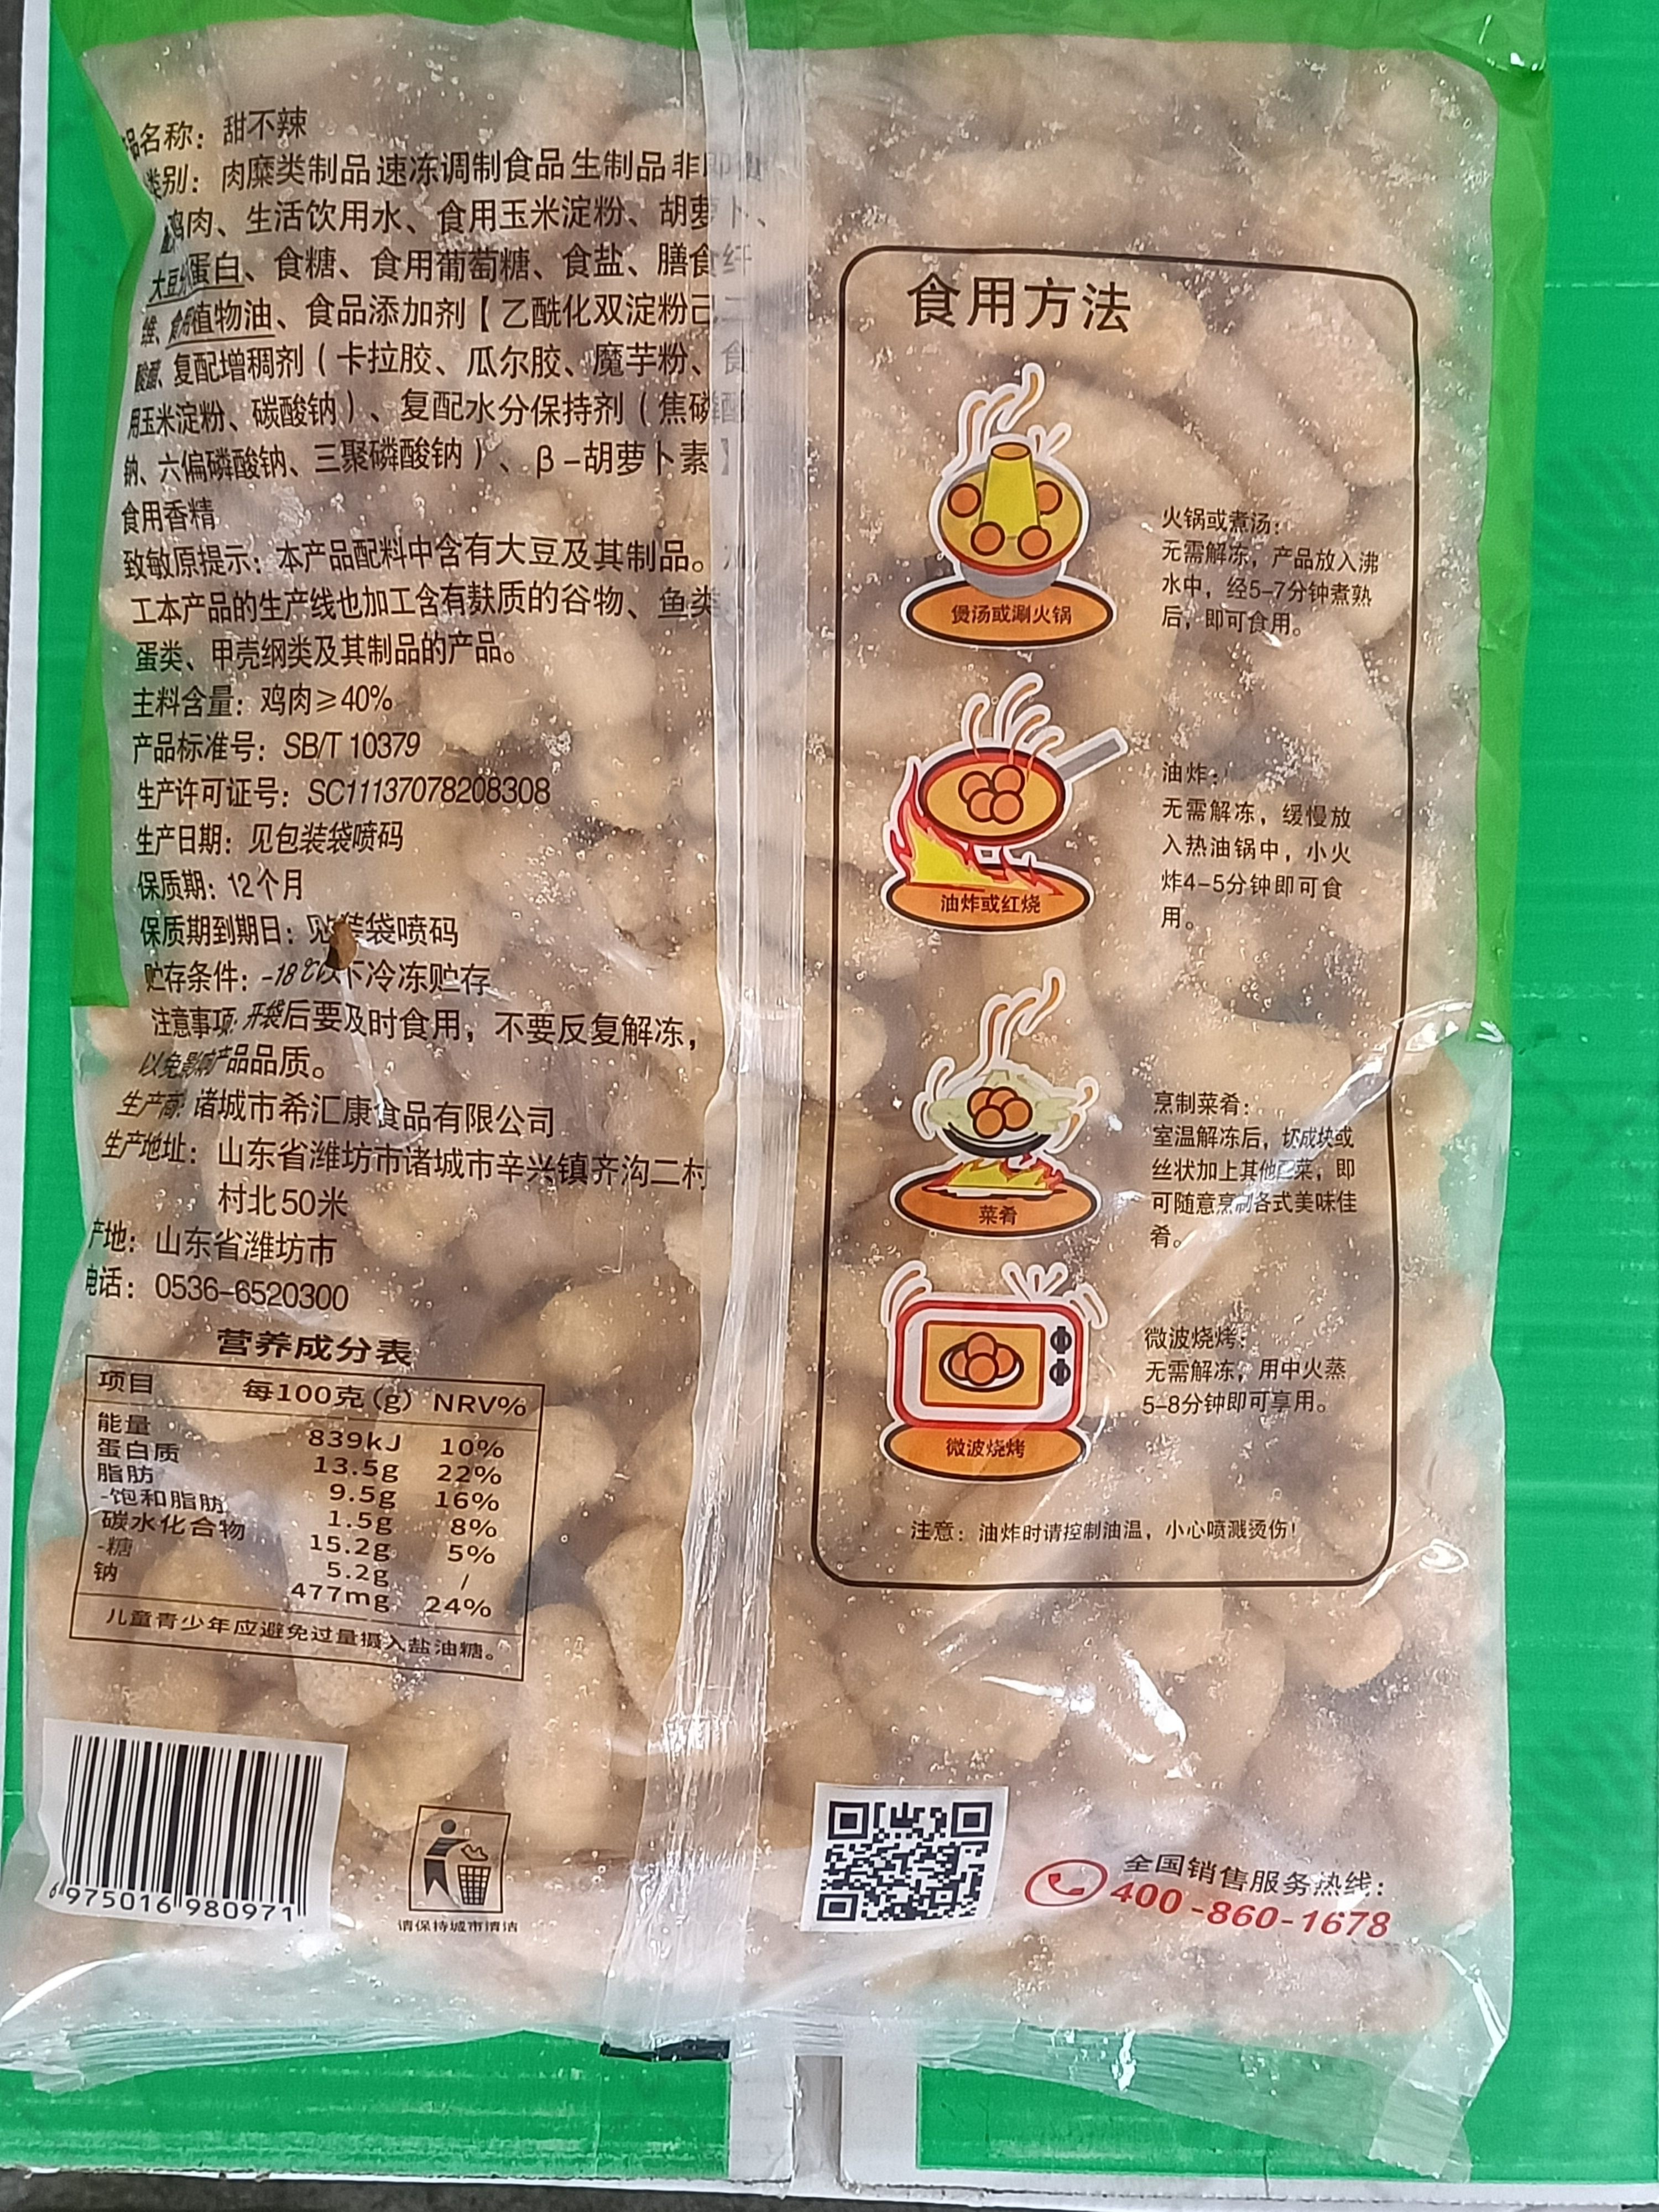 品名称：甜不辣
类别：肉糜类制品 速冻调制食品 生制品 非即食
鸡肉、生活饮用水、食用玉米淀粉、胡萝卜、
大豆分离蛋白、食糖、食用葡萄糖、食盐、膳食纤
维、食用植物油、食品添加剂【乙酰化双淀粉己二
酸酯、复配增稠剂（卡拉胶、瓜尔胶、魔芋粉、食
用玉米淀粉、碳酸钠）、复配水分保持剂（焦磷酸
钠、六偏磷酸钠、三聚磷酸钠）、β-胡萝卜素】
食用香精
致敏原提示：本产品配料中含有大豆及其制品。
工本产品的生产线也加工含有麸质的谷物、鱼类
蛋类、甲壳纲类及其制品的产品。
主料含量：鸡肉≥40%
产品标准号：SB/T 10379
生产许可证号：SC11137078208308
生产日期：见包装袋喷码
保质期：12个月
保质期到期日：见装袋喷码
贮存条件：-18℃以下冷冻贮存
注意事项：开袋后要及时食用，不要反复解冻，
以免影响产品品质。
生产商：诸城市希汇康食品有限公司
生产地址：山东省潍坊市诸城市辛兴镇齐沟二村
村北50米
产地：山东省潍坊市
电话：0536-6520300
营养成分表
项目 每100克(g) NRV%
能量 839kJ 10%
蛋白质 13.5g 22%
脂肪 9.5g 16%
-饱和脂肪 1.5g 8%
碳水化合物 15.2g 5%
-糖 5.2g /
钠 477mg 24%
儿童青少年应避免过量摄入盐油糖。
6 975016 980971
请保持城市清洁
食用方法
煲汤或涮火锅
火锅或煮汤：
无需解冻，产品放入沸
水中，经5-7分钟煮熟
后，即可食用。
油炸或红烧
油炸：
无需解冻，缓慢放
入热油锅中，小火
炸4-5分钟即可食
用。
菜肴
烹制菜肴：
室温解冻后，切成块或
丝状加上其他配菜，即
可随意烹制各式美味佳
肴。
微波烧烤
微波烧烤：
无需解冻，用中火蒸
5-8分钟即可享用。
注意：油炸时请控制油温，小心喷溅烫伤！
全国销售服务热线：
400-860-1678